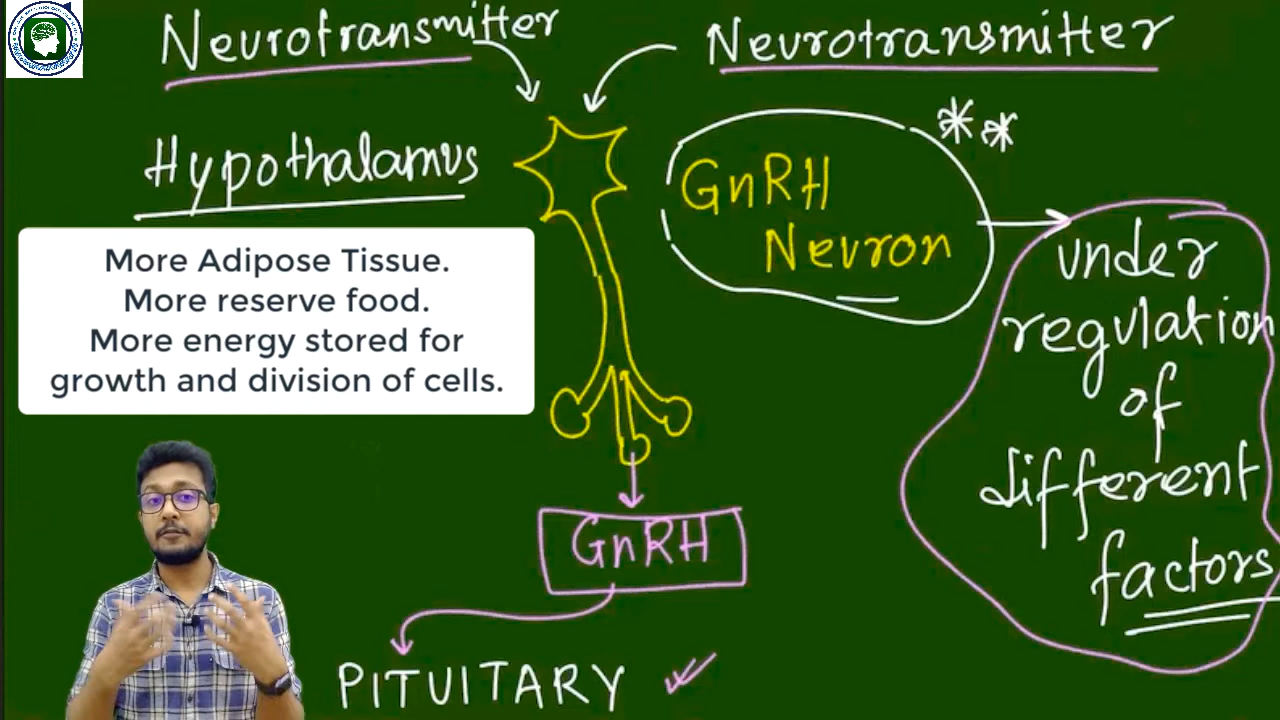 Neurotransmitter
Neurotransmitter
Hypothalamus
GnRH
Neuron
**
under
regulation
of
different
factors
More Adipose Tissue.
More reserve food.
More energy stored for
growth and division of cells.
GnRH
PITUITARY